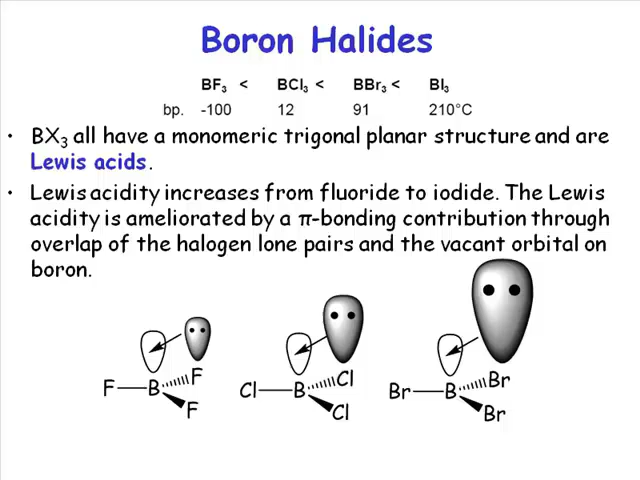 Boron Halides
BF₃ < BCl₃ < BBr₃ < BI₃
bp. -100 12 91 210°C
• BX₃ all have a monomeric trigonal planar structure and are
Lewis acids.
• Lewis acidity increases from fluoride to iodide. The Lewis
acidity is ameliorated by a π-bonding contribution through
overlap of the halogen lone pairs and the vacant orbital on
boron.
F B F F
Cl B Cl Cl
Br B Br Br